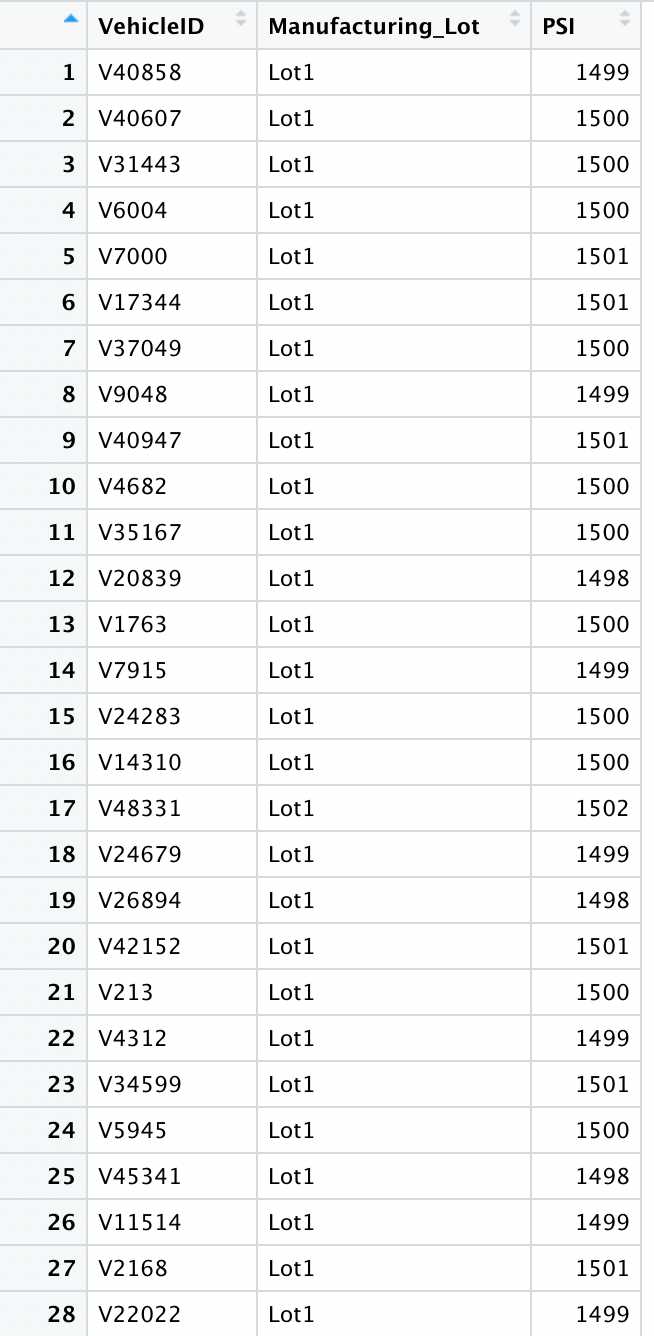 VehicleID Manufacturing_Lot PSI
1 V40858 Lot1 1499
2 V40607 Lot1 1500
3 V31443 Lot1 1500
4 V6004 Lot1 1500
5 V7000 Lot1 1501
6 V17344 Lot1 1501
7 V37049 Lot1 1500
8 V9048 Lot1 1499
9 V40947 Lot1 1501
10 V4682 Lot1 1500
11 V35167 Lot1 1500
12 V20839 Lot1 1498
13 V1763 Lot1 1500
14 V7915 Lot1 1499
15 V24283 Lot1 1500
16 V14310 Lot1 1500
17 V48331 Lot1 1502
18 V24679 Lot1 1499
19 V26894 Lot1 1498
20 V42152 Lot1 1501
21 V213 Lot1 1500
22 V4312 Lot1 1499
23 V34599 Lot1 1501
24 V5945 Lot1 1500
25 V45341 Lot1 1498
26 V11514 Lot1 1499
27 V2168 Lot1 1501
28 V22022 Lot1 1499